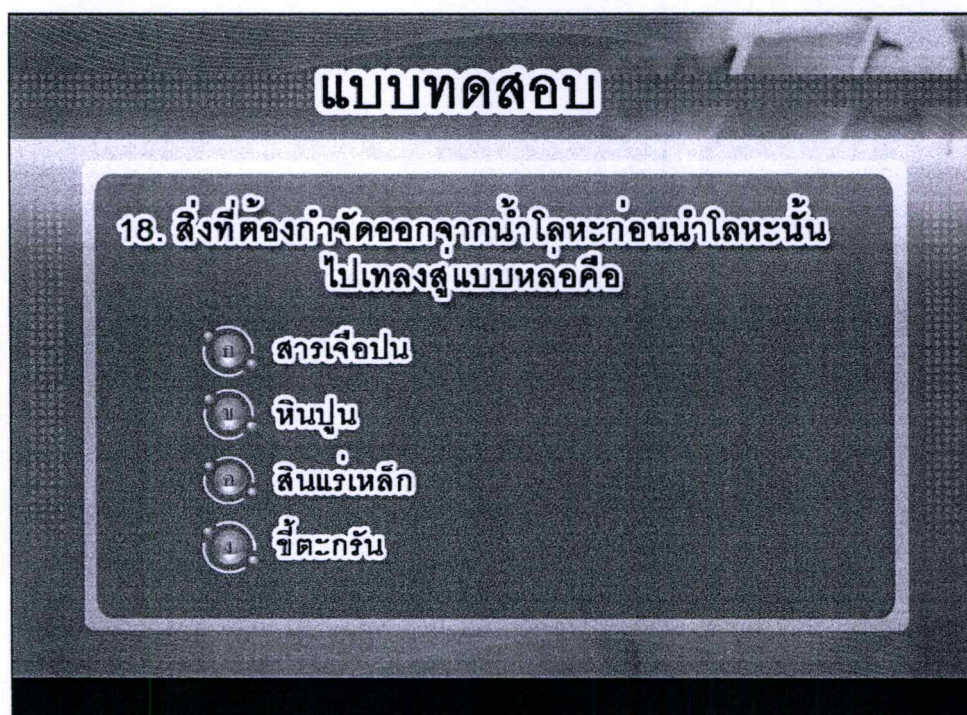 แบบทดสอบ
18. สิ่งที่ต้องกำจัดออกจากน้ำโลหะก่อนนำโลหะนั้น
ไปเทลงสู่แบบหล่อคือ
ก สารเจือปน
ข หินปูน
ค สินแร่เหล็ก
ง ขี้ตะกรัน